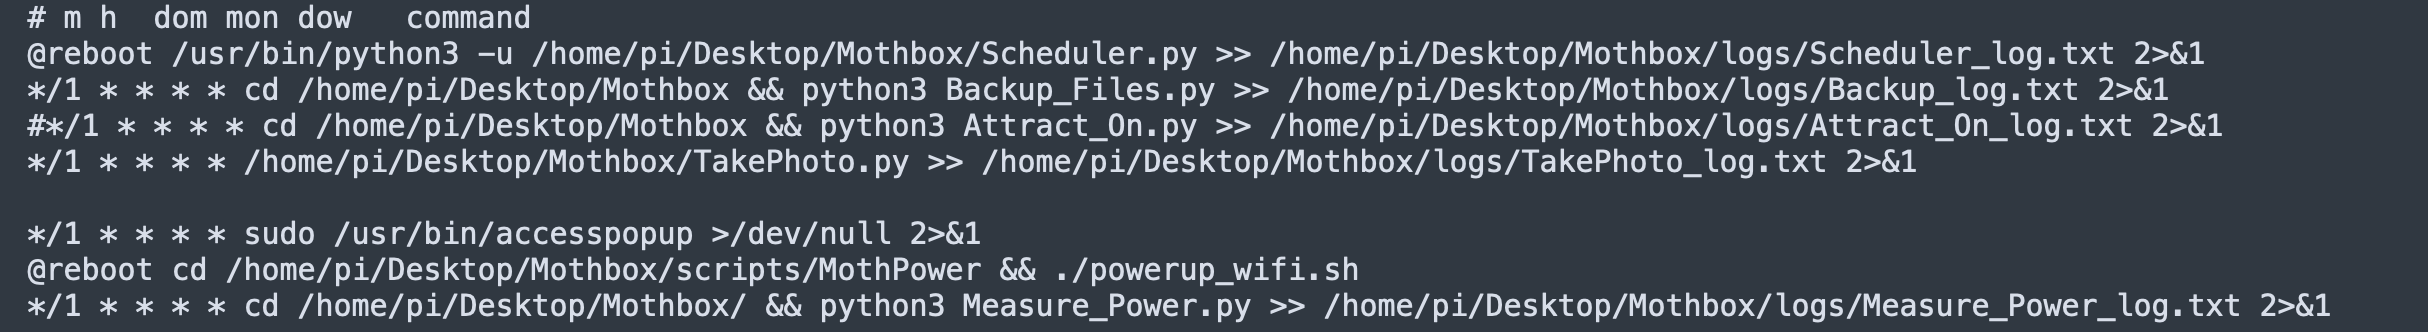 # m h  dom mon dow   command
@reboot /usr/bin/python3 -u /home/pi/Desktop/Mothbox/Scheduler.py >> /home/pi/Desktop/Mothbox/logs/Scheduler_log.txt 2>&1
*/1 * * * * cd /home/pi/Desktop/Mothbox && python3 Backup_Files.py >> /home/pi/Desktop/Mothbox/logs/Backup_log.txt 2>&1
#*/1 * * * * cd /home/pi/Desktop/Mothbox && python3 Attract_On.py >> /home/pi/Desktop/Mothbox/logs/Attract_On_log.txt 2>&1
*/1 * * * * /home/pi/Desktop/Mothbox/TakePhoto.py >> /home/pi/Desktop/Mothbox/logs/TakePhoto_log.txt 2>&1

*/1 * * * * sudo /usr/bin/accesspopup >/dev/null 2>&1
@reboot cd /home/pi/Desktop/Mothbox/scripts/MothPower && ./powerup_wifi.sh
*/1 * * * * cd /home/pi/Desktop/Mothbox/ && python3 Measure_Power.py >> /home/pi/Desktop/Mothbox/logs/Measure_Power_log.txt 2>&1